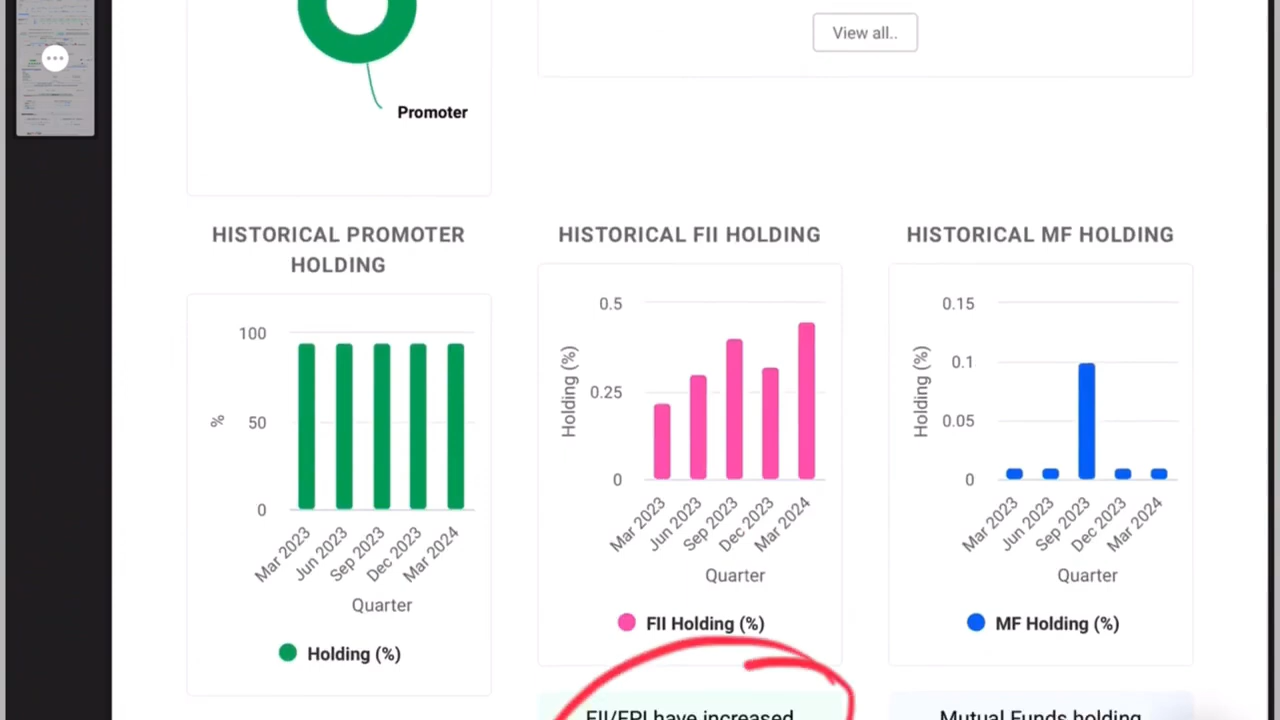 View all..
Promoter
HISTORICAL PROMOTER
HOLDING
100
50
0
%
Mar 2023
Jun 2023
Sep 2023
Dec 2023
Mar 2024
Quarter
Holding (%)
HISTORICAL FII HOLDING
0.5
0.25
0
Holding (%)
Mar 2023
Jun 2023
Sep 2023
Dec 2023
Mar 2024
Quarter
FII Holding (%)
FII/FPI have increased
HISTORICAL MF HOLDING
0.15
0.1
0.05
0
Holding (%)
Mar 2023
Jun 2023
Sep 2023
Dec 2023
Mar 2024
Quarter
MF Holding (%)
Mutual Funds holding